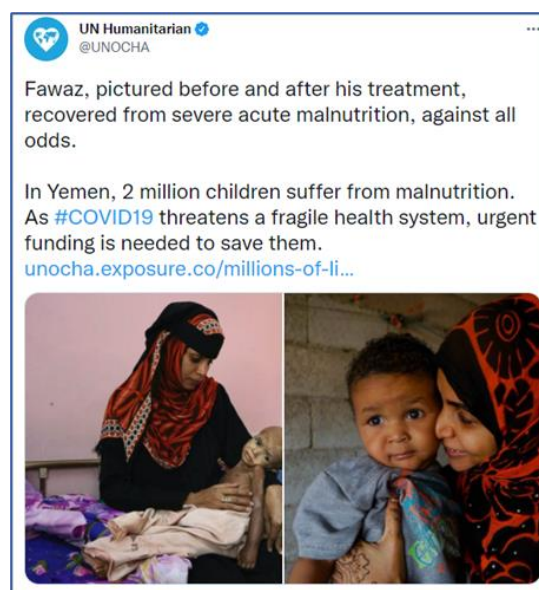 UN Humanitarian
@UNOCHA
Fawaz, pictured before and after his treatment,
recovered from severe acute malnutrition, against all
odds.
In Yemen, 2 million children suffer from malnutrition.
As #COVID19 threatens a fragile health system, urgent
funding is needed to save them.
unocha.exposure.co/millions-of-li...